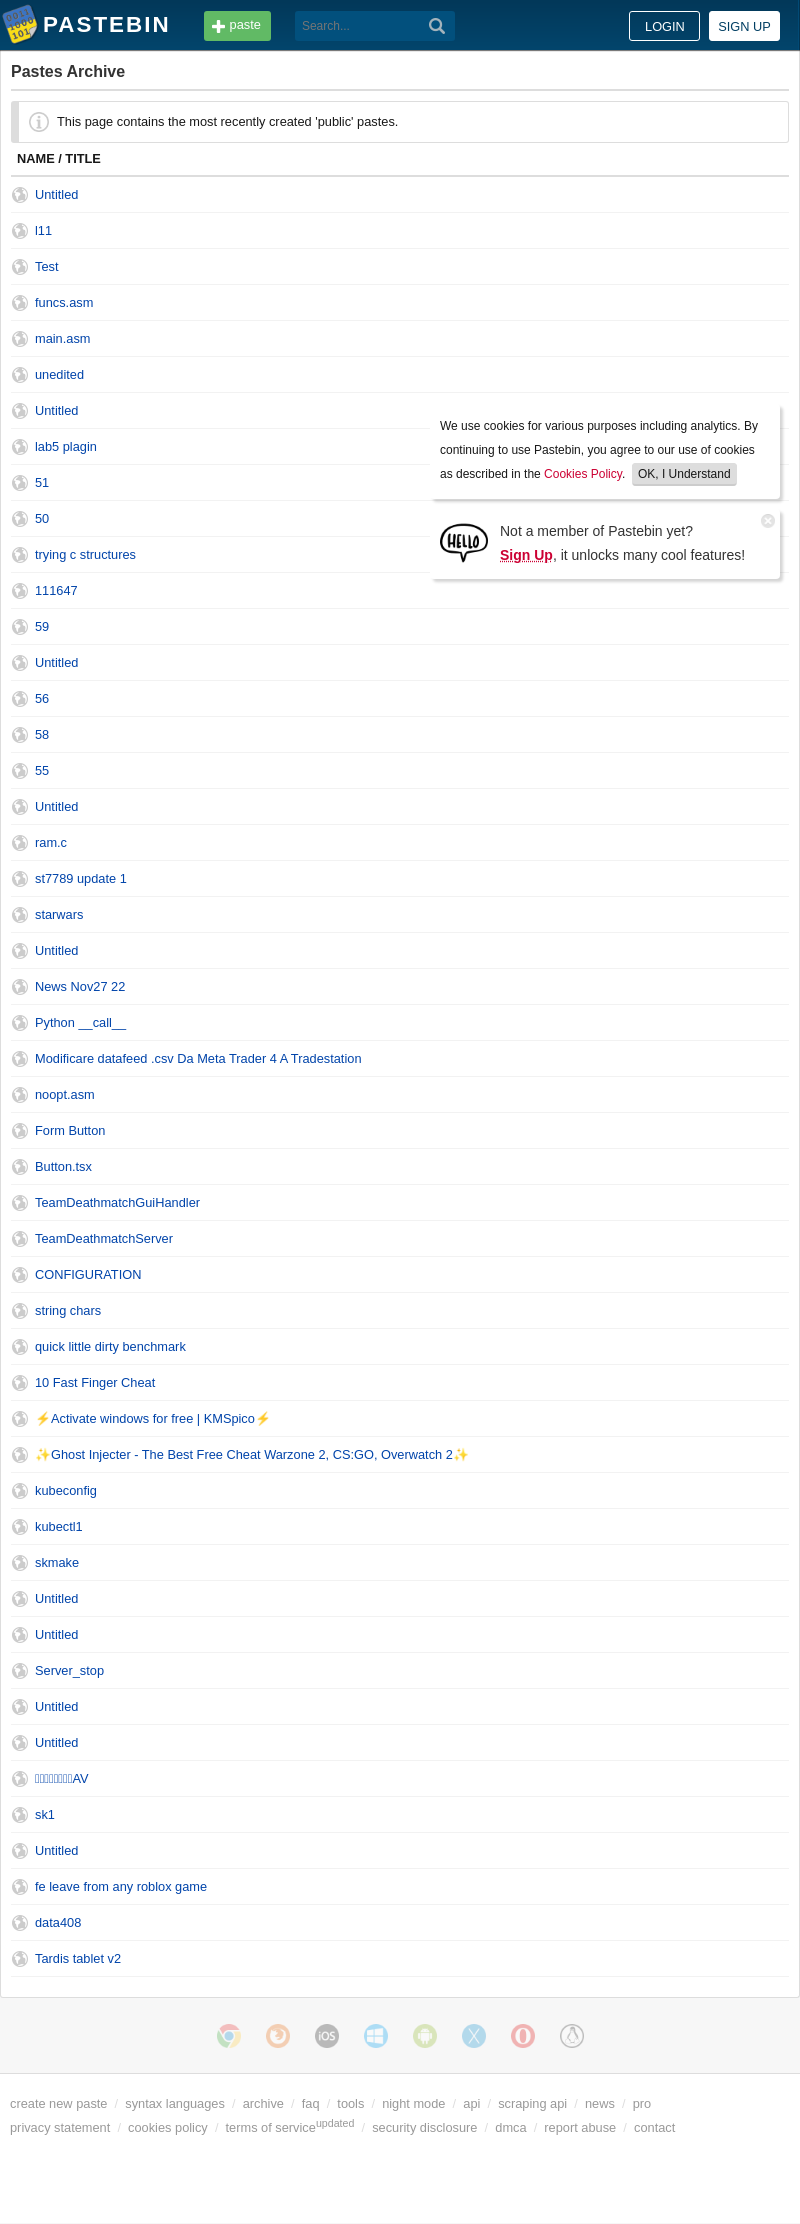 PASTEBIN
paste
Search...
LOGIN
SIGN UP
Pastes Archive
This page contains the most recently created 'public' pastes.
NAME / TITLE
Untitled
l11
Test
funcs.asm
main.asm
unedited
Untitled
lab5 plagin
51
50
trying c structures
111647
59
Untitled
56
58
55
Untitled
ram.c
st7789 update 1
starwars
Untitled
News Nov27 22
Python __call__
Modificare datafeed .csv Da Meta Trader 4 A Tradestation
noopt.asm
Form Button
Button.tsx
TeamDeathmatchGuiHandler
TeamDeathmatchServer
CONFIGURATION
string chars
quick little dirty benchmark
10 Fast Finger Cheat
⚡Activate windows for free | KMSpico⚡
✨Ghost Injecter - The Best Free Cheat Warzone 2, CS:GO, Overwatch 2✨
kubeconfig
kubectl1
skmake
Untitled
Untitled
Server_stop
Untitled
Untitled
AV
sk1
Untitled
fe leave from any roblox game
data408
Tardis tablet v2
We use cookies for various purposes including analytics. By
continuing to use Pastebin, you agree to our use of cookies
as described in the Cookies Policy. OK, I Understand
HELLO
Not a member of Pastebin yet?
Sign Up, it unlocks many cool features!
iOS
create new paste / syntax languages / archive / faq / tools / night mode / api / scraping api / news / pro
privacy statement / cookies policy / terms of service updated / security disclosure / dmca / report abuse / contact